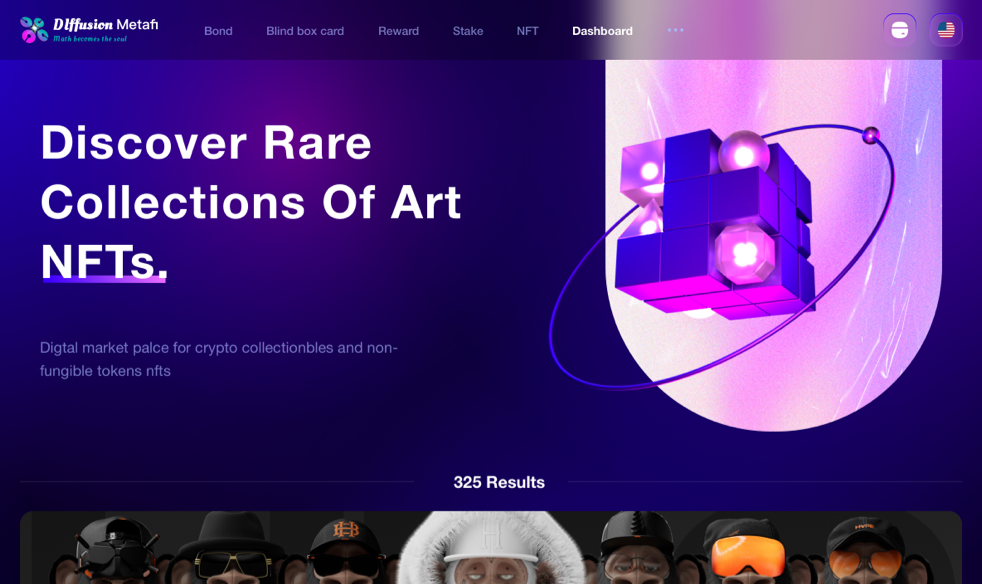 DIffusion Metafi
Math becomes the soul
Bond
Blind box card
Reward
Stake
NFT
Dashboard
Discover Rare
Collections Of Art
NFTs.
Digtal market palce for crypto collectionbles and non-
fungible tokens nfts
325 Results
HYPE